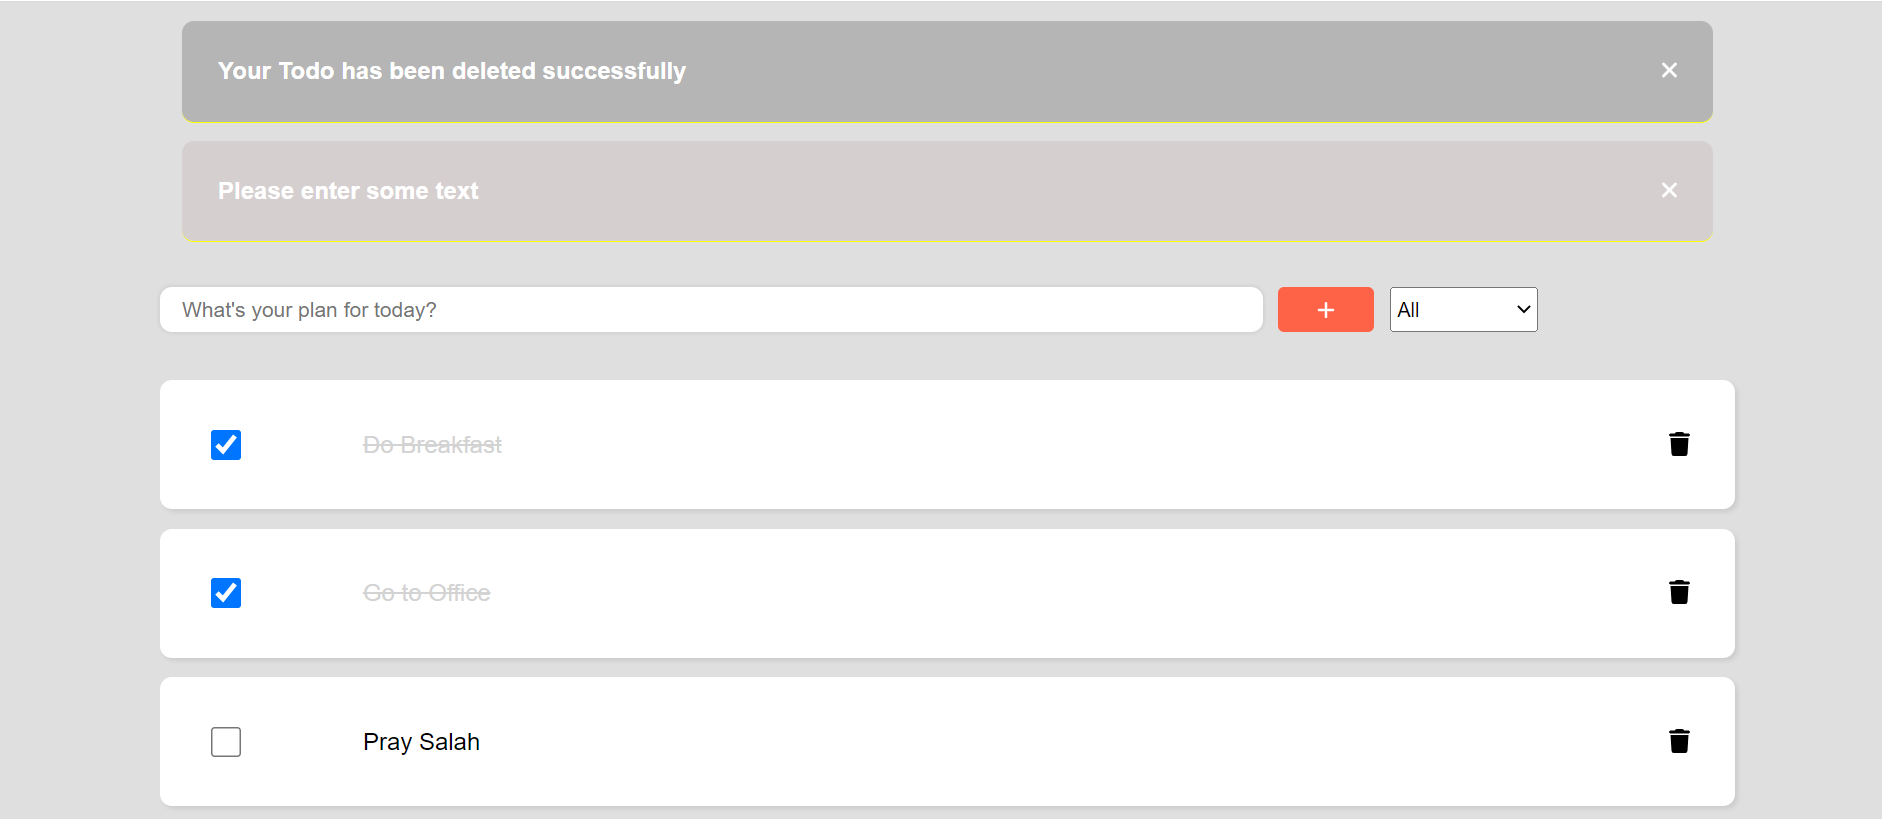 Your Todo has been deleted successfully
Please enter some text
What's your plan for today?
All
Do Breakfast
Go to Office
Pray Salah